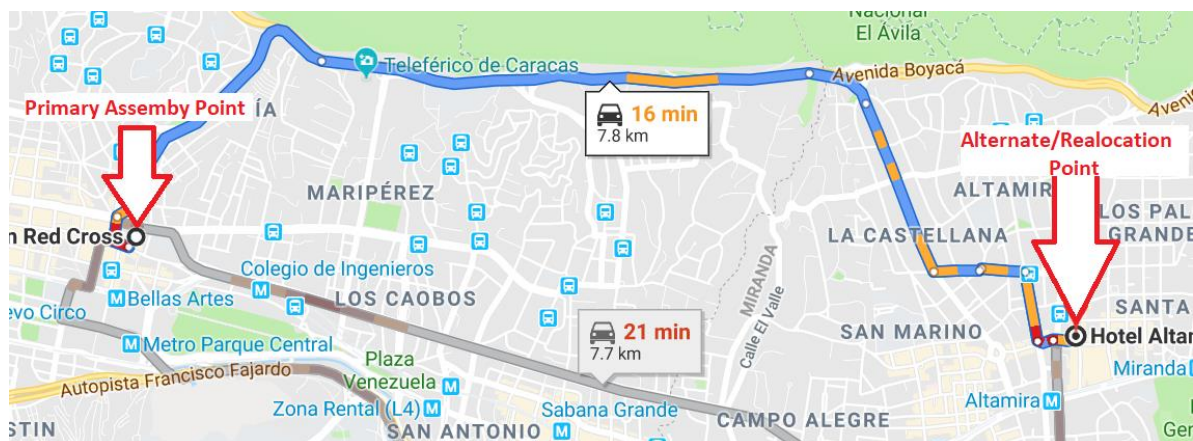 Nacional
El Ávila
Teleférico de Caracas
Avenida Boyacá
Primary Assemby Point
ÍA
16 min
7.8 km
Alternate/Realocation
Point
MARIPÉREZ
ALTAMIR
LOS PAL
GRANDE
n Red Cross
LA CASTELLANA
Colegio de Ingenieros
MIRANDA
Calle El Valle
Bellas Artes
LOS CAOBOS
SANTA
evo Circo
21 min
7.7 km
SAN MARINO
Hotel Altam
Metro Parque Central
Plaza
Venezuela
Miranda
Autopista Francisco Fajardo
Zona Rental (L4)
Sabana Grande
Altamira
CAMPO ALEGRE
STIN
SAN ANTONIO
Gen